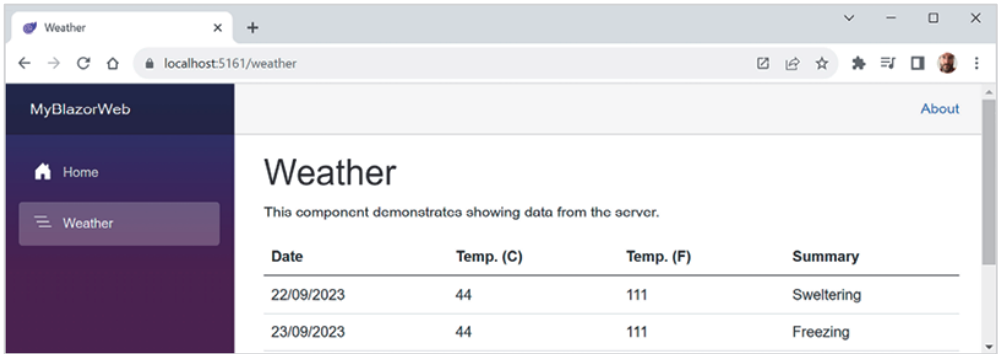 Weather
localhost:5161/weather
MyBlazorWeb
About
Home
Weather
Weather
This component demonstrates showing data from the server.
Date Temp. (C) Temp. (F) Summary
22/09/2023 44 111 Sweltering
23/09/2023 44 111 Freezing